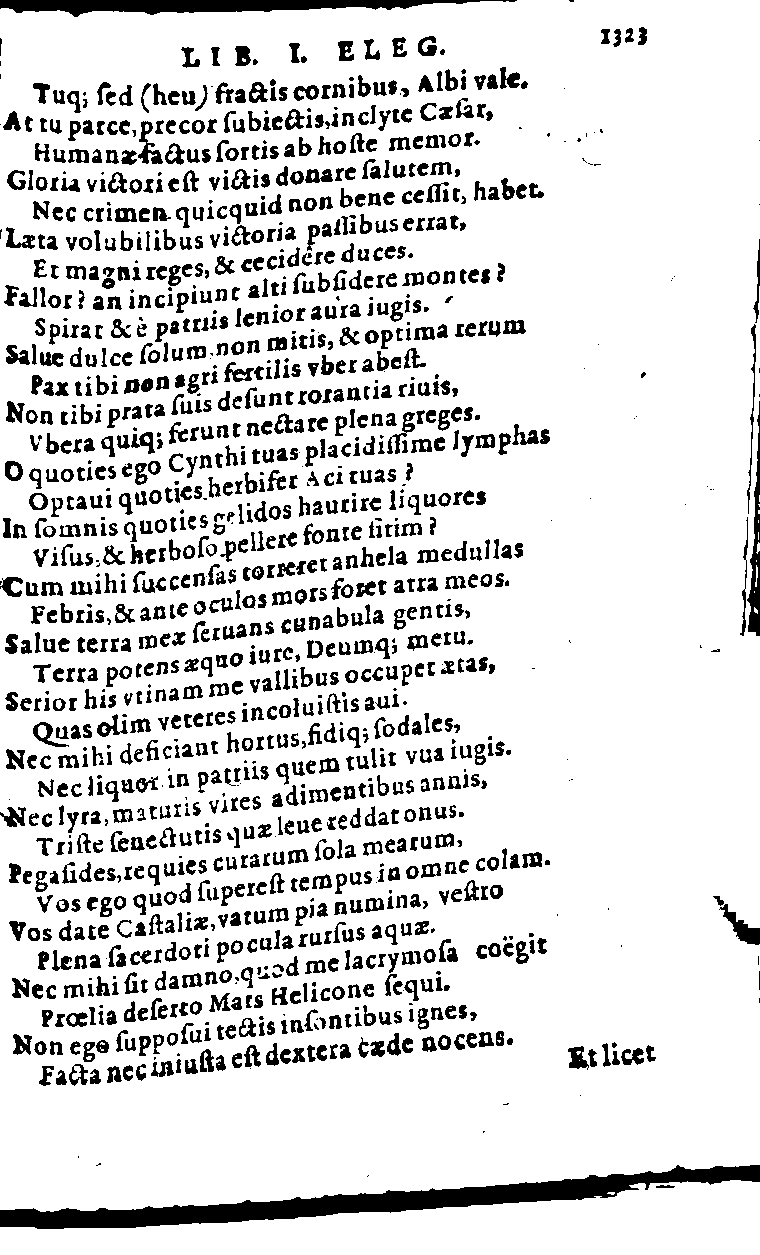 LIB. I. ELEG. 1323
Tuq; ſed (heu) fractis cornibus, Albi vale.
At tu parce, precor ſubiectis, inclyte Cæſar,
Humanæ factus ſortis ab hoſte memor.
Gloria victori eſt victis donare ſalutem,
Nec crimen quicquid non bene ceſſit, habet.
Læta volubilibus victoria paſſibus errat,
Et magni reges, & cecidêre duces.
Fallor? an incipiunt alti ſubſidere montes?
Spirat & è patriis lenior aura iugis.
Salue dulce ſolum, non mitis, & optima rerum
Pax tibi non agri fertilis vber abeſt.
Non tibi prata ſuis deſunt rorantia riuis,
Vbera quiq; ferunt nectare plena greges.
O quoties ego Cynthi tuas placidiſſime lymphas
Optaui quoties herbifer Aci tuas?
In ſomnis quoties gelidos haurire liquores
Viſus, & herboſo pellere fonte ſitim?
Cum mihi ſuccenſas torreret anhela medullas
Febris, & ante oculos mors foret atra meos.
Salue terra meæ ſeruans cunabula gentis,
Terra potens æquo iure, Deumq; metu.
Serior his vtinam me vallibus occupet ætas,
Quas olim veteres incoluiſtis aui.
Nec mihi deficiant hortus, fidiq; ſodales,
Nec liquor in patriis quem tulit vua iugis.
Nec lyra, maturis vires adimentibus annis,
Triſte ſenectutis quæ leue reddat onus.
Pegaſides, requies curarum ſola mearum,
Vos ego quod ſupereſt tempus in omne colam.
Vos date Caſtaliæ, vatum pia numina, veſtro
Plena ſacerdoti pocula rurſus aquæ.
Nec mihi ſit damno, quod me lacrymoſa coëgit
Prœlia deſerto Mars Helicone ſequi.
Non ego ſuppoſui tectis inſontibus ignes,
Facta nec iniuſta eſt dextera cæde nocens.
Et licet